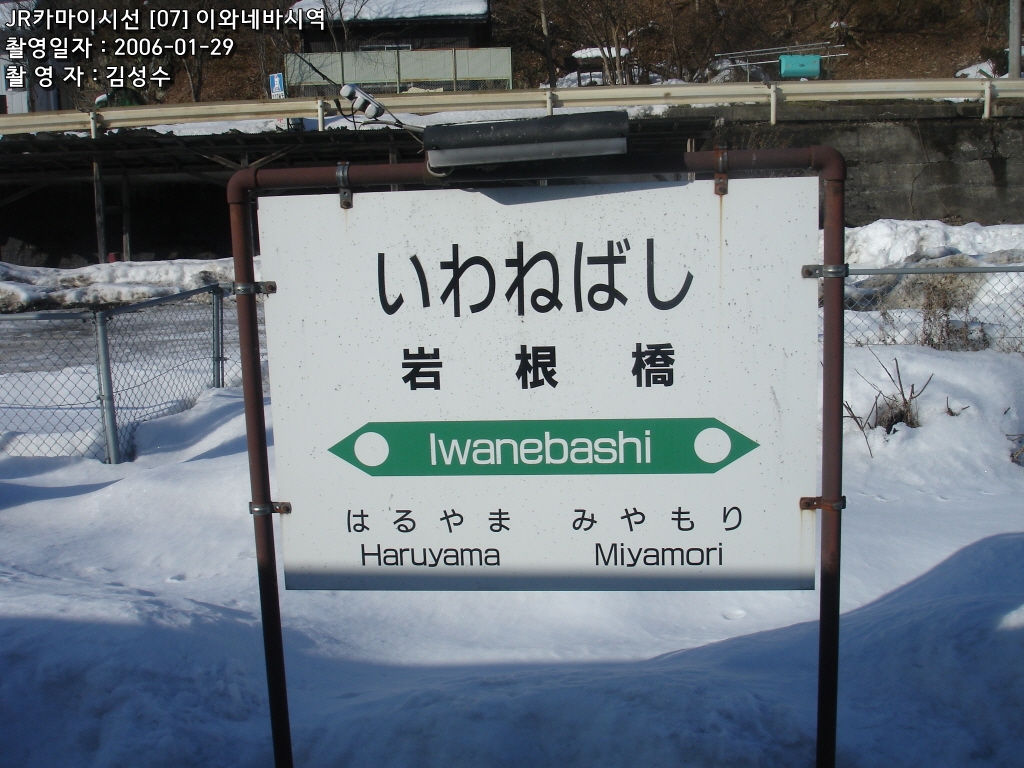 JR카마이시선 [07] 이와네바시역
촬영일자 : 2006-01-29
촬 영 자 : 김성수
いわねばし
岩 根 橋
Iwanebashi
はるやま みやもり
Haruyama Miyamori